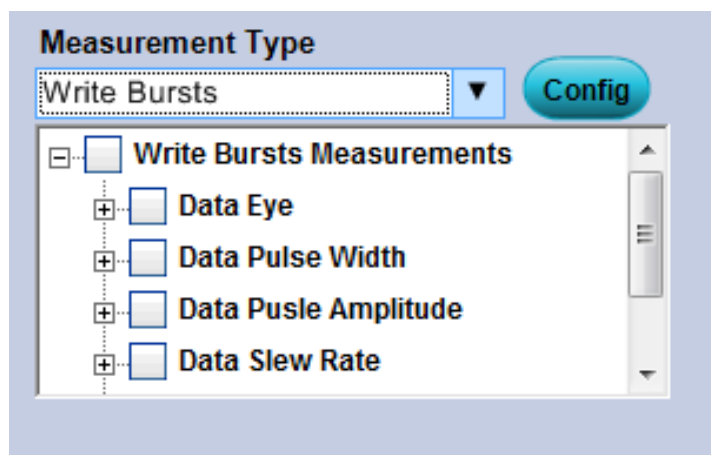 Measurement Type
Write Bursts
Config
Write Bursts Measurements
Data Eye
Data Pulse Width
Data Pusle Amplitude
Data Slew Rate